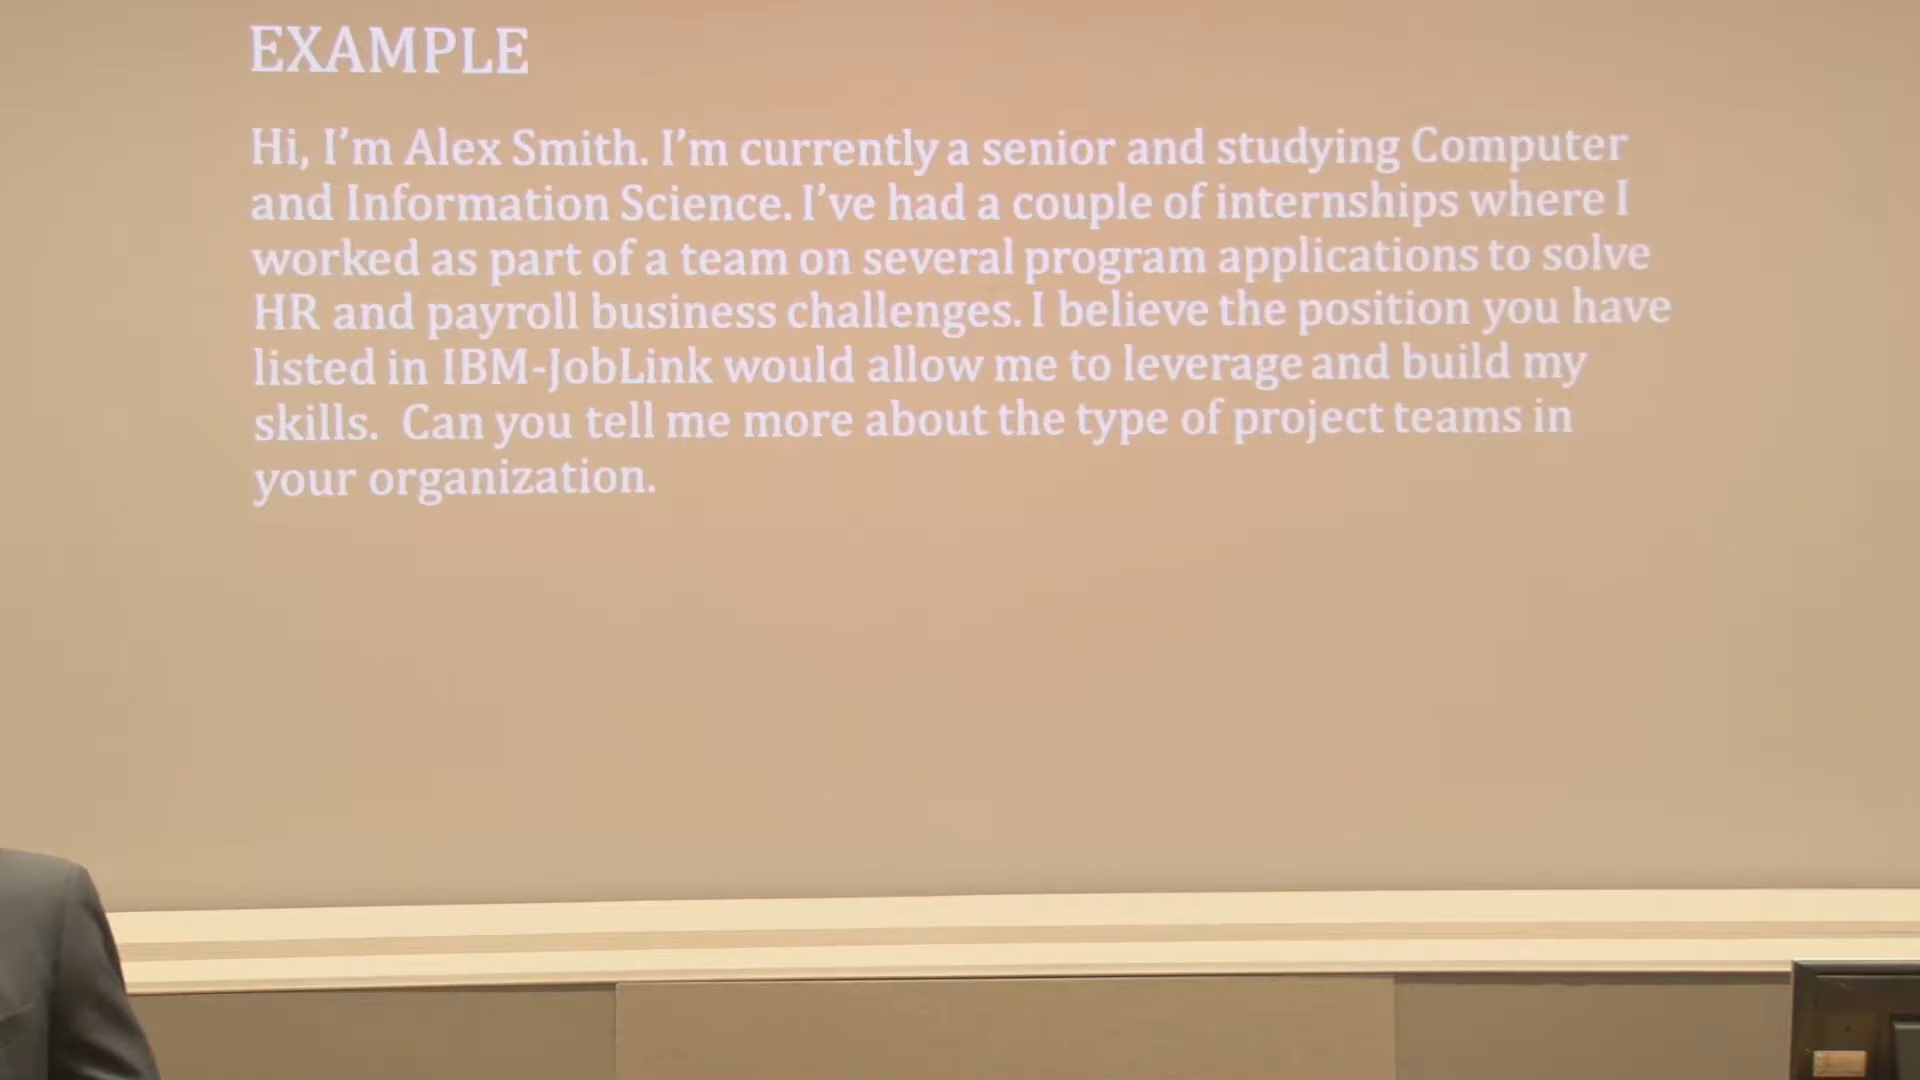 EXAMPLE
Hi, I'm Alex Smith. I'm currently a senior and studying Computer
and Information Science. I've had a couple of internships where I
worked as part of a team on several program applications to solve
HR and payroll business challenges. I believe the position you have
listed in IBM-JobLink would allow me to leverage and build my
skills.  Can you tell me more about the type of project teams in
your organization.